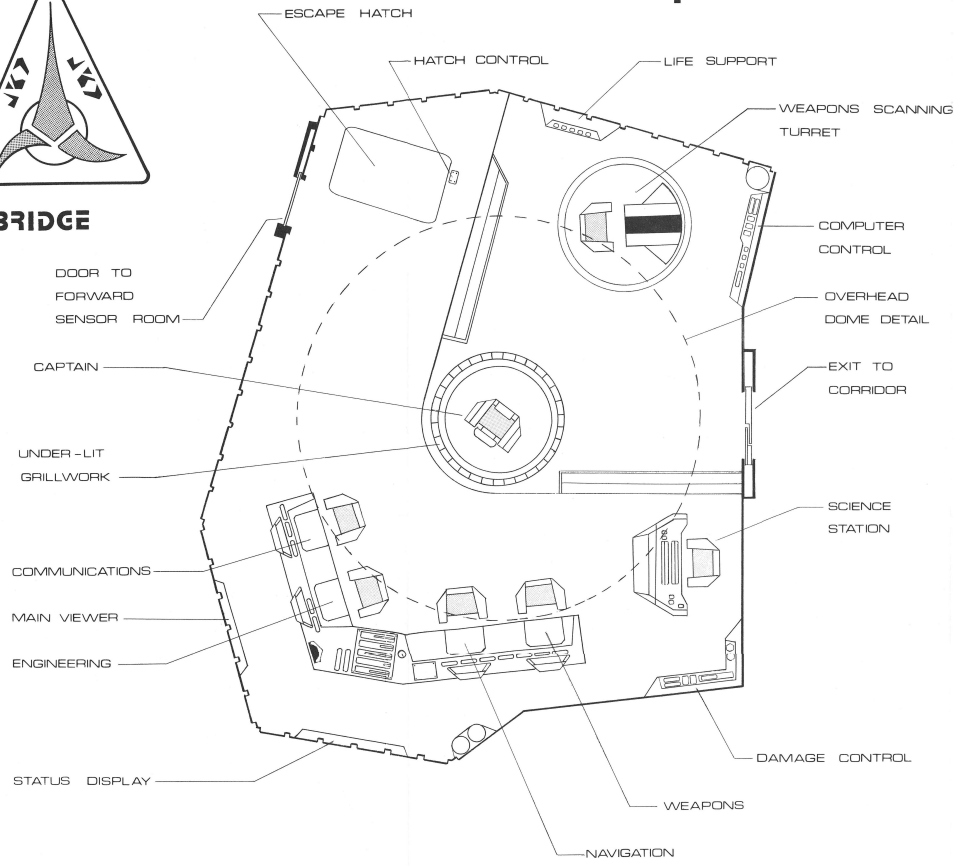 ESCAPE HATCH
HATCH CONTROL
LIFE SUPPORT
WEAPONS SCANNING
TURRET
BRIDGE
COMPUTER
CONTROL
DOOR TO
FORWARD
SENSOR ROOM
OVERHEAD
DOME DETAIL
CAPTAIN
EXIT TO
CORRIDOR
UNDER-LIT
GRILLWORK
SCIENCE
STATION
COMMUNICATIONS
MAIN VIEWER
ENGINEERING
STATUS DISPLAY
DAMAGE CONTROL
WEAPONS
NAVIGATION